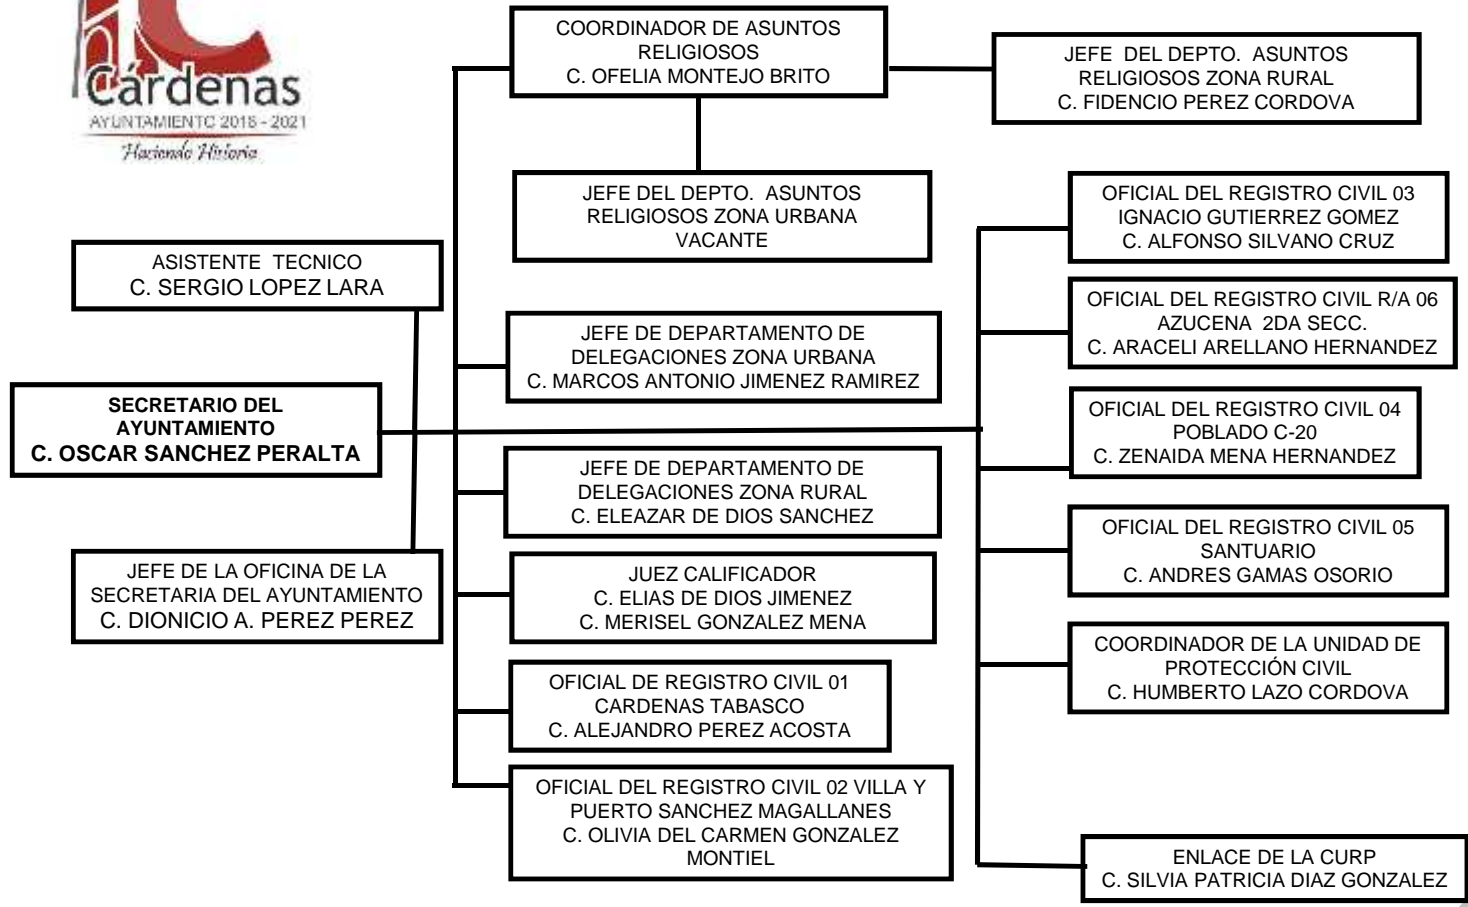 Cárdenas
AYUNTAMIENTO 2018 - 2021
Haciendo Historia
COORDINADOR DE ASUNTOS
RELIGIOSOS
C. OFELIA MONTEJO BRITO
JEFE DEL DEPTO. ASUNTOS
RELIGIOSOS ZONA RURAL
C. FIDENCIO PEREZ CORDOVA
JEFE DEL DEPTO. ASUNTOS
RELIGIOSOS ZONA URBANA
VACANTE
ASISTENTE TECNICO
C. SERGIO LOPEZ LARA
SECRETARIO DEL
AYUNTAMIENTO
C. OSCAR SANCHEZ PERALTA
JEFE DE LA OFICINA DE LA
SECRETARIA DEL AYUNTAMIENTO
C. DIONICIO A. PEREZ PEREZ
JEFE DE DEPARTAMENTO DE
DELEGACIONES ZONA URBANA
C. MARCOS ANTONIO JIMENEZ RAMIREZ
JEFE DE DEPARTAMENTO DE
DELEGACIONES ZONA RURAL
C. ELEAZAR DE DIOS SANCHEZ
JUEZ CALIFICADOR
C. ELIAS DE DIOS JIMENEZ
C. MERISEL GONZALEZ MENA
OFICIAL DE REGISTRO CIVIL 01
CARDENAS TABASCO
C. ALEJANDRO PEREZ ACOSTA
OFICIAL DEL REGISTRO CIVIL 02 VILLA Y
PUERTO SANCHEZ MAGALLANES
C. OLIVIA DEL CARMEN GONZALEZ
MONTIEL
OFICIAL DEL REGISTRO CIVIL 03
IGNACIO GUTIERREZ GOMEZ
C. ALFONSO SILVANO CRUZ
OFICIAL DEL REGISTRO CIVIL R/A 06
AZUCENA 2DA SECC.
C. ARACELI ARELLANO HERNANDEZ
OFICIAL DEL REGISTRO CIVIL 04
POBLADO C-20
C. ZENAIDA MENA HERNANDEZ
OFICIAL DEL REGISTRO CIVIL 05
SANTUARIO
C. ANDRES GAMAS OSORIO
COORDINADOR DE LA UNIDAD DE
PROTECCIÓN CIVIL
C. HUMBERTO LAZO CORDOVA
ENLACE DE LA CURP
C. SILVIA PATRICIA DIAZ GONZALEZ